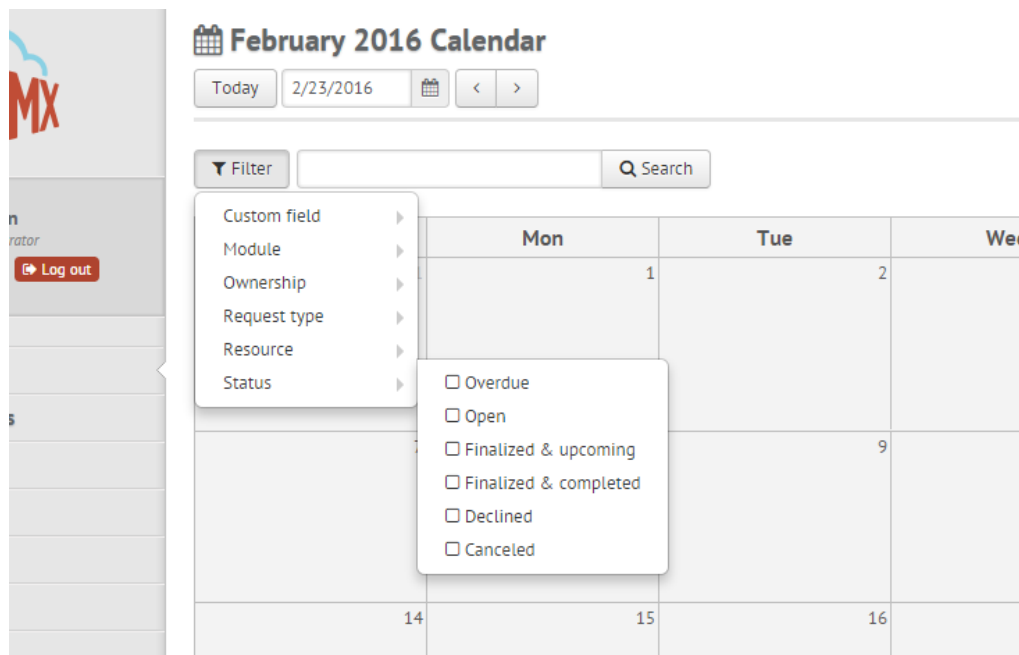 February 2016 Calendar
Today 2/23/2016 < >
MX
Filter Search
n
rator
Log out
s
Custom field
Module
Ownership
Request type
Resource
Status
Overdue
Open
Finalized & upcoming
Finalized & completed
Declined
Canceled
Mon Tue We
1 2
9
14 15 16